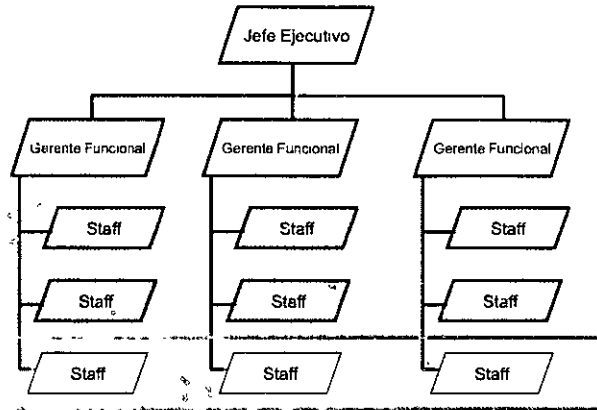 Jefe Ejecutivo
Gerente Funcional
Gerente Funcional
Gerente Funcional
Staff
Staff
Staff
Staff
Staff
Staff
Staff
Staff
Staff